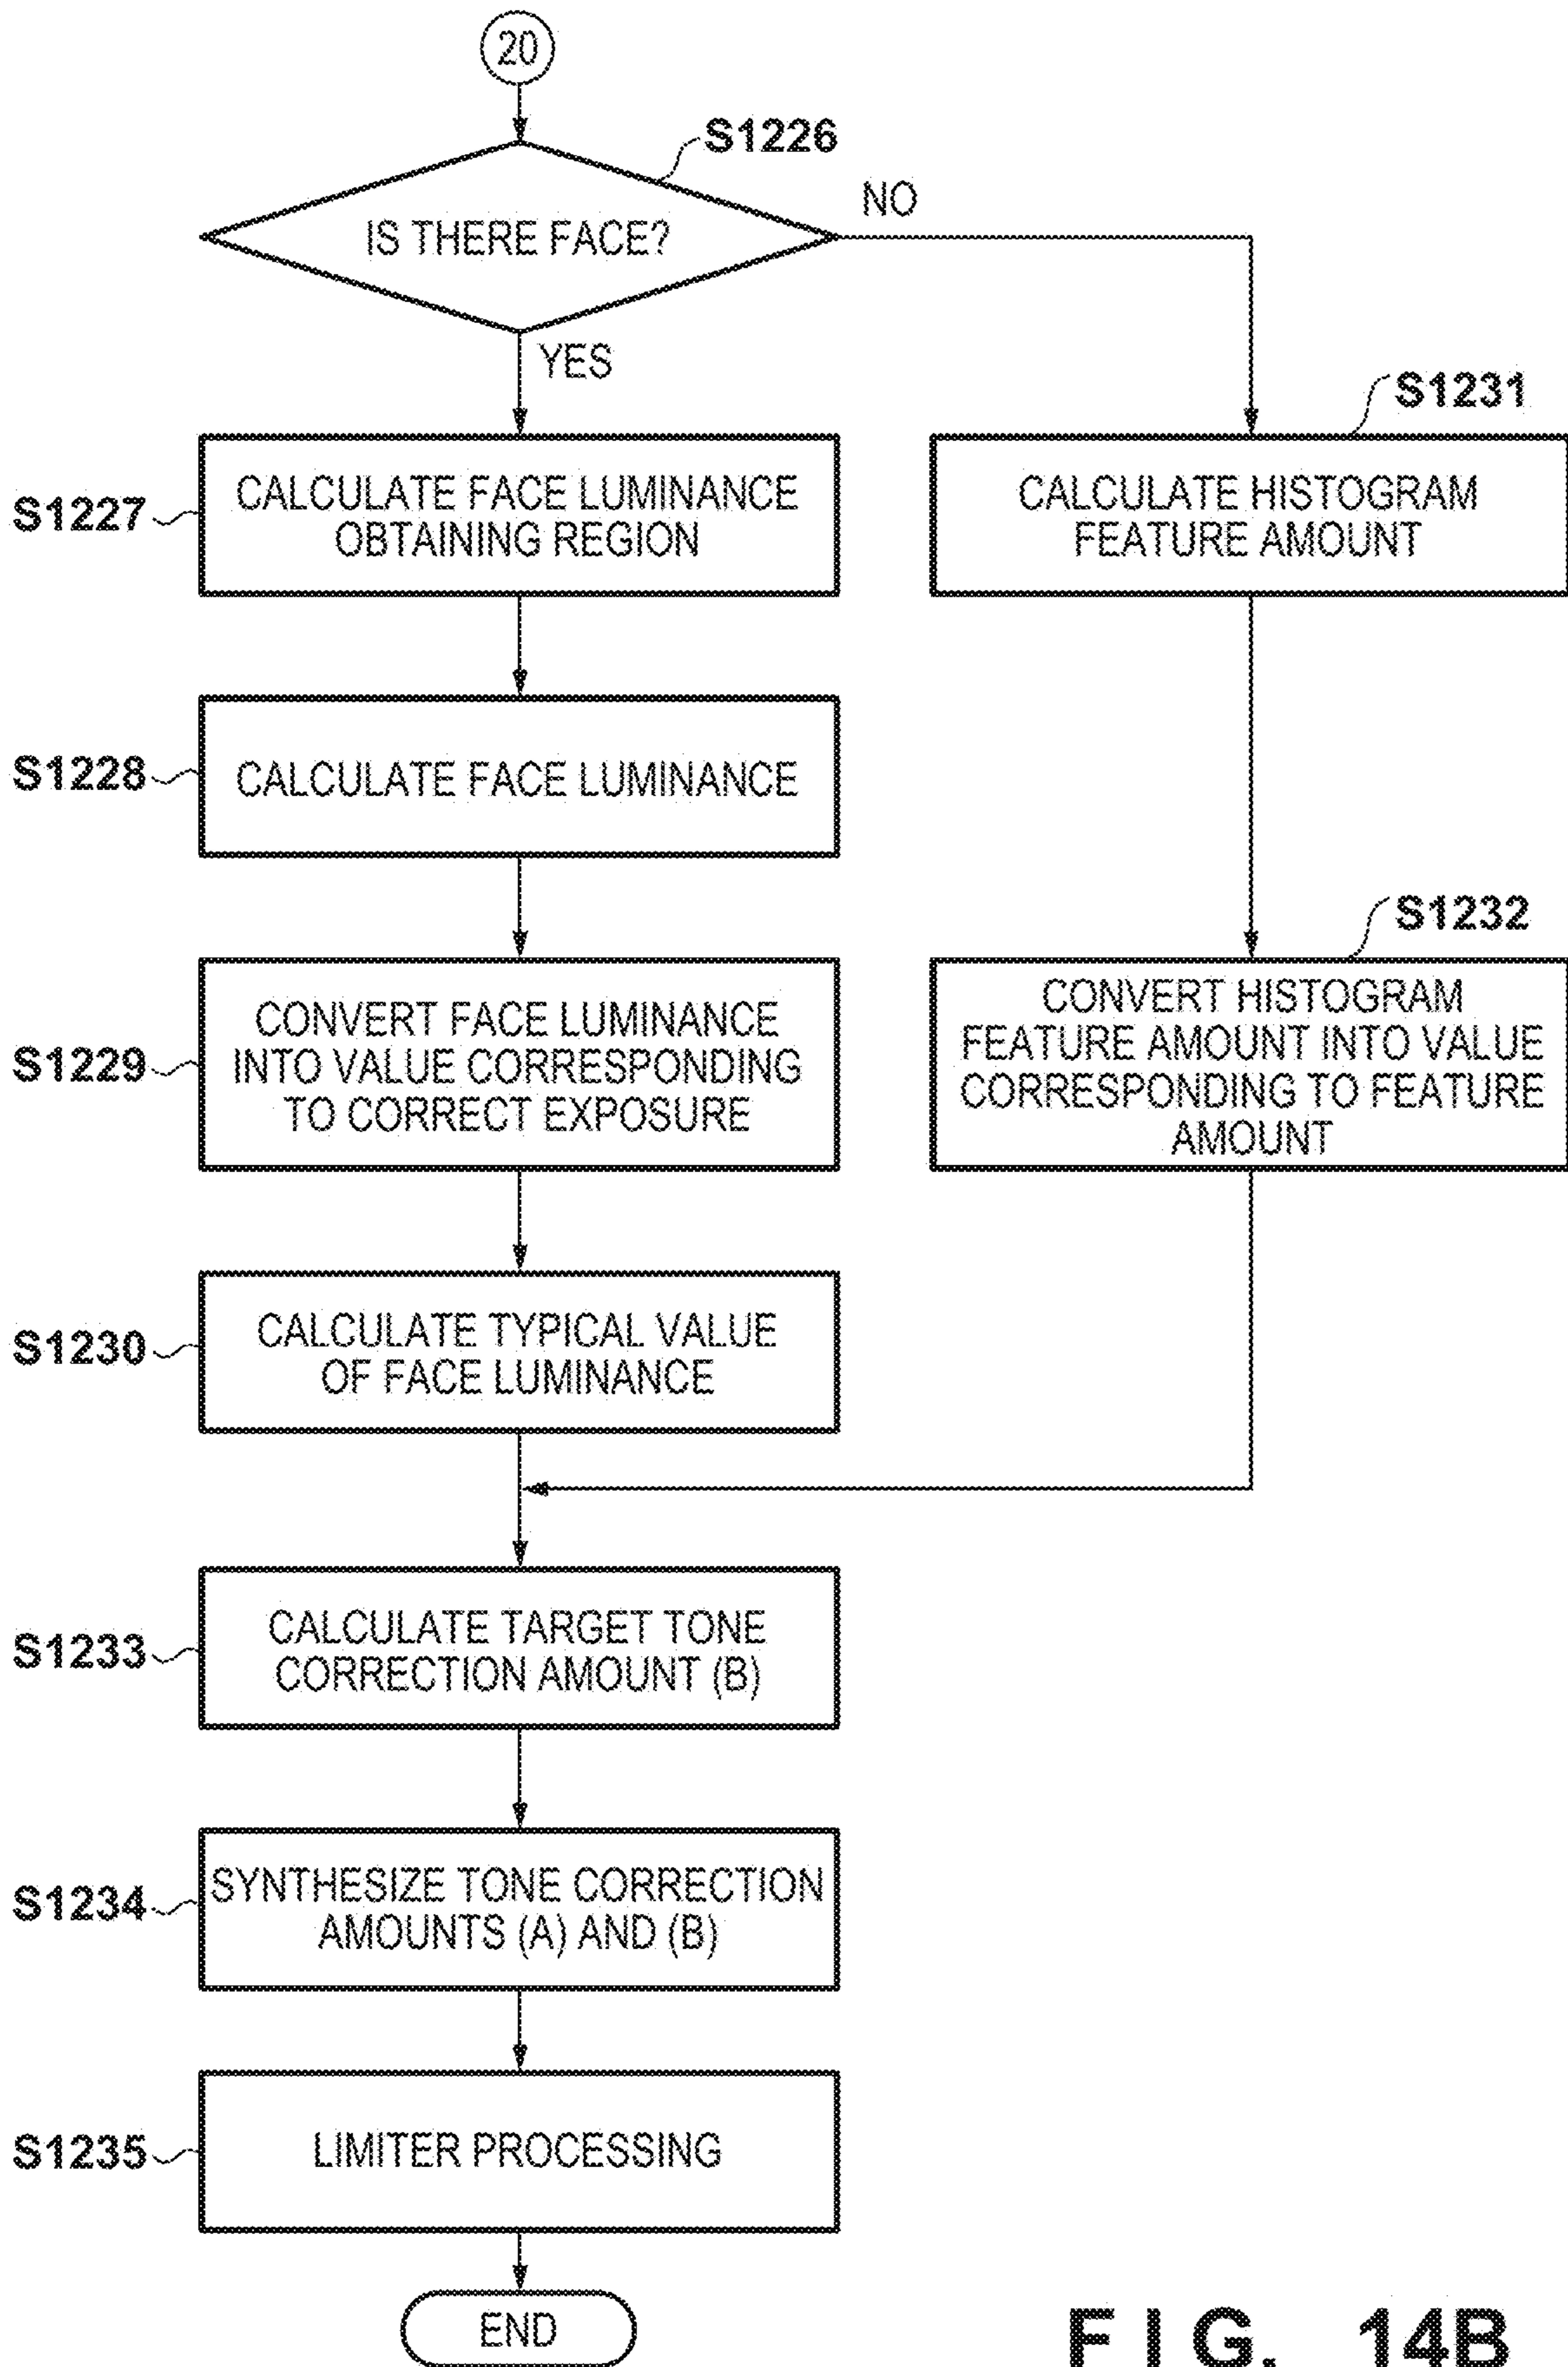 20
S1226
IS THERE FACE?
NO
YES
S1227
CALCULATE FACE LUMINANCE
OBTAINING REGION
S1231
CALCULATE HISTOGRAM
FEATURE AMOUNT
S1228
CALCULATE FACE LUMINANCE
S1229
CONVERT FACE LUMINANCE
INTO VALUE CORRESPONDING
TO CORRECT EXPOSURE
S1232
CONVERT HISTOGRAM
FEATURE AMOUNT INTO VALUE
CORRESPONDING TO FEATURE
AMOUNT
S1230
CALCULATE TYPICAL VALUE
OF FACE LUMINANCE
S1233
CALCULATE TARGET TONE
CORRECTION AMOUNT (B)
S1234
SYNTHESIZE TONE CORRECTION
AMOUNTS (A) AND (B)
S1235
LIMITER PROCESSING
END
FIG. 14B